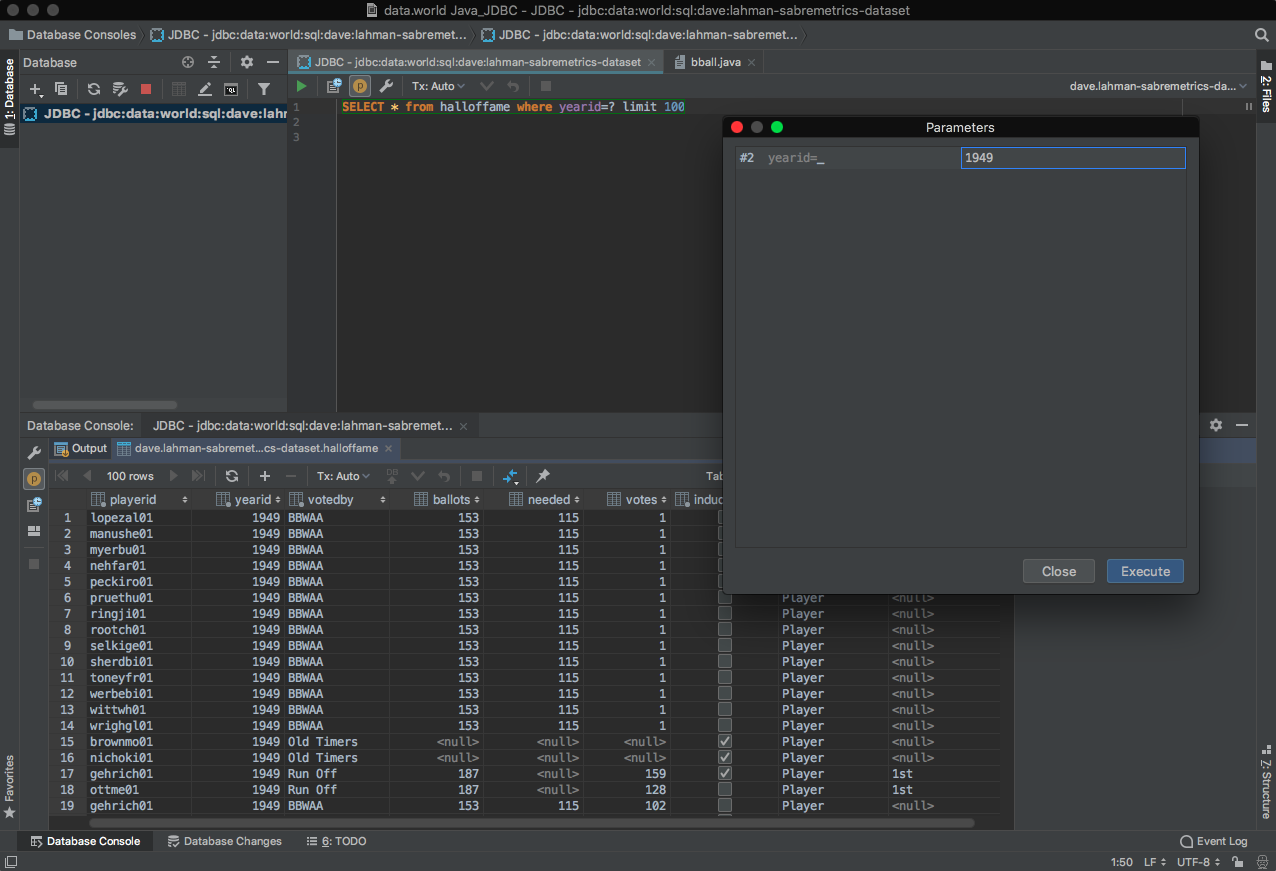 data.world Java_JDBC - JDBC - jdbc:data:world:sql:dave:lahman-sabremetrics-dataset
Database Consoles JDBC - jdbc:data:world:sql:dave:lahman-sabremet... JDBC - jdbc:data:world:sql:dave:lahman-sabremet...
1: Database
Database
JDBC - jdbc:data:world:sql:dave:lahman-sabremetrics-dataset
bball.java
2: Files
QL
p
Tx: Auto
dave.lahman-sabremetrics-da...
JDBC - jdbc:data:world:sql:dave:lahm
1 SELECT * from halloffame where yearid=? limit 100
2
3
Parameters
#2 yearid=_ 1949
Close Execute
Database Console: JDBC - jdbc:data:world:sql:dave:lahman-sabremet...
Output dave.lahman-sabremet...cs-dataset.halloffame
p
100 rows Tx: Auto DB Tab
playerid yearid votedby ballots needed votes induc
1 lopezal01 1949 BBWAA 153 115 1
2 manushe01 1949 BBWAA 153 115 1
3 myerbu01 1949 BBWAA 153 115 1
4 nehfar01 1949 BBWAA 153 115 1
5 peckiro01 1949 BBWAA 153 115 1
6 pruethu01 1949 BBWAA 153 115 1 Player <null>
7 ringji01 1949 BBWAA 153 115 1 Player <null>
8 rootch01 1949 BBWAA 153 115 1 Player <null>
9 selkige01 1949 BBWAA 153 115 1 Player <null>
10 sherdbi01 1949 BBWAA 153 115 1 Player <null>
11 toneyfr01 1949 BBWAA 153 115 1 Player <null>
12 werbebi01 1949 BBWAA 153 115 1 Player <null>
13 wittwh01 1949 BBWAA 153 115 1 Player <null>
14 wrighgl01 1949 BBWAA 153 115 1 Player <null>
15 brownmo01 1949 Old Timers <null> <null> <null> Player <null>
16 nichoki01 1949 Old Timers <null> <null> <null> Player <null>
17 gehrich01 1949 Run Off 187 <null> 159 Player 1st
18 ottme01 1949 Run Off 187 <null> 128 Player 1st
19 gehrich01 1949 BBWAA 153 115 102 Player <null>
Favorites
7: Structure
Database Console Database Changes 6: TODO Event Log
1:50 LF UTF-8